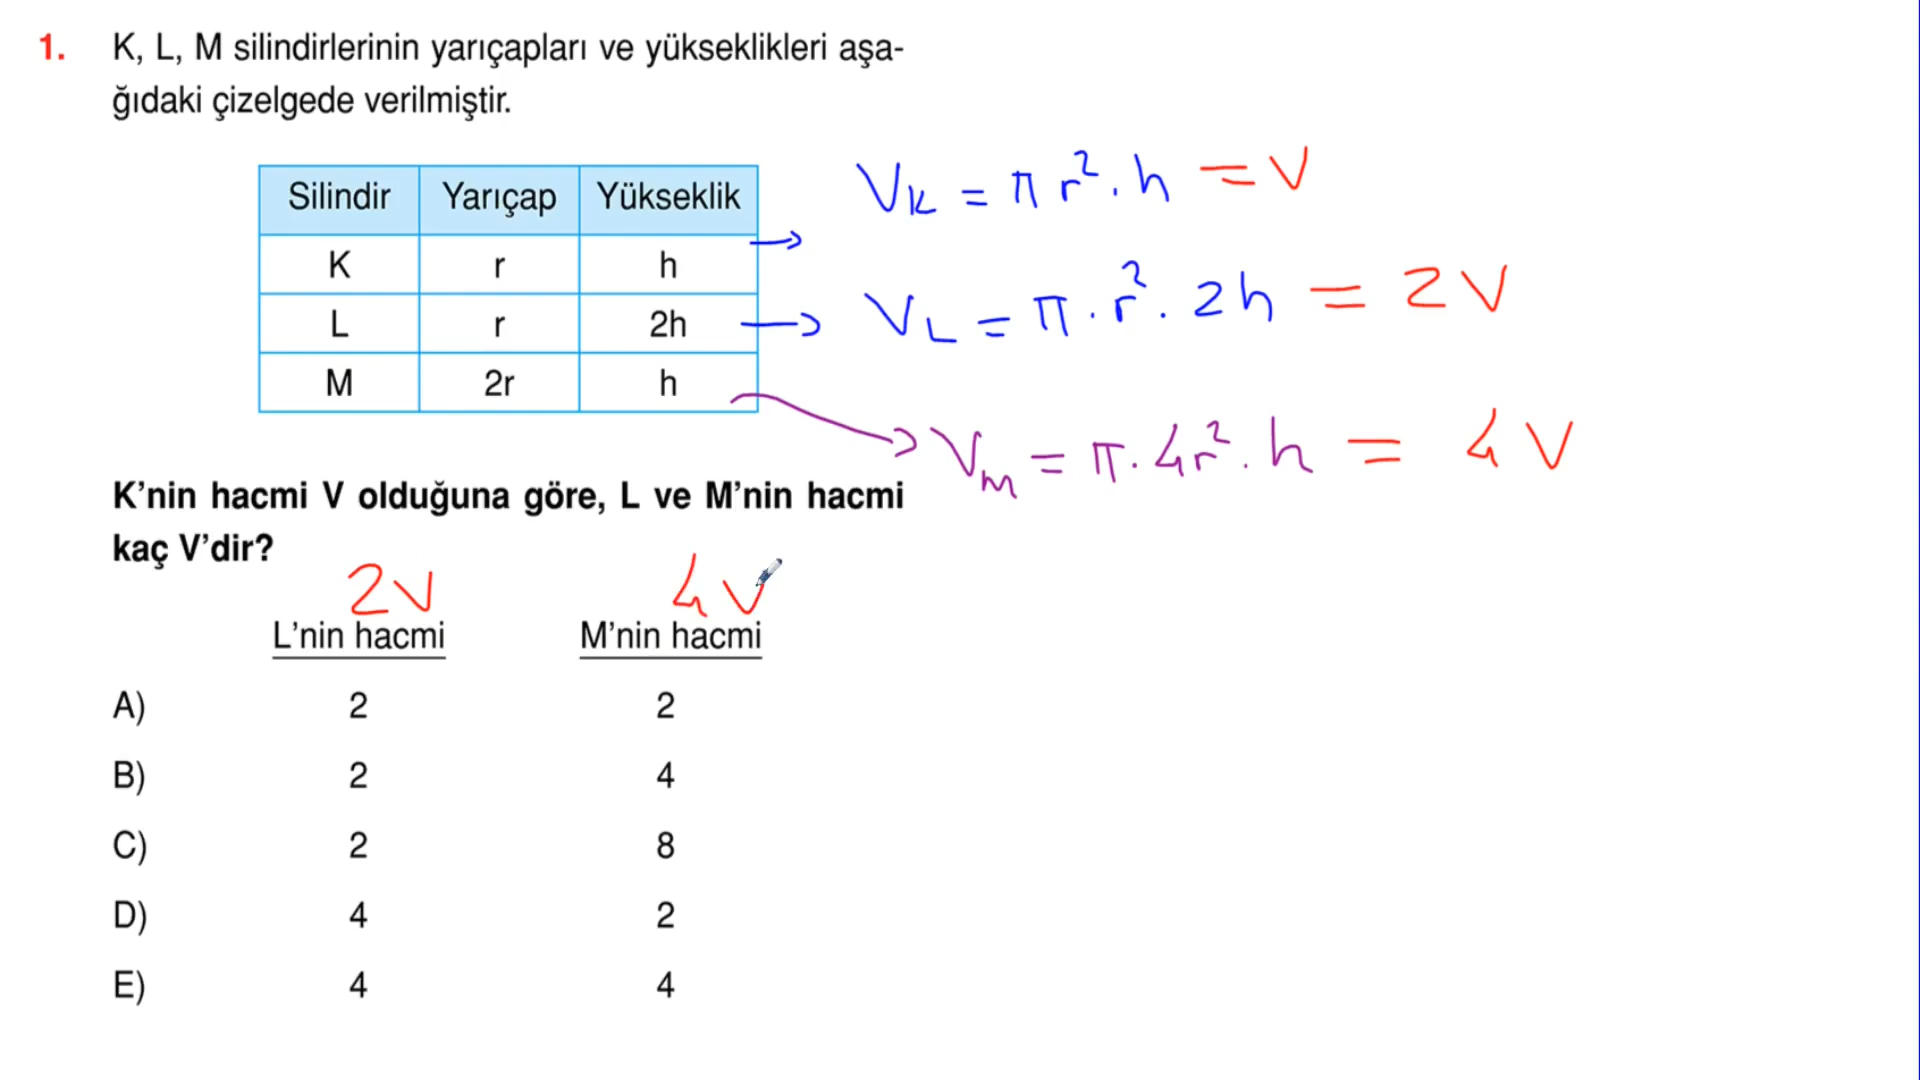 1. K, L, M silindirlerinin yarıçapları ve yükseklikleri aşa-
ğıdaki çizelgede verilmiştir.
Silindir Yarıçap Yükseklik
K r h
L r 2h
M 2r h
V_K = π r². h = V
V_L = π . r² . 2h = 2V
V_m = π . 4r² . h = 4V
K’nin hacmi V olduğuna göre, L ve M’nin hacmi
kaç V’dir?
2V 4V
L’nin hacmi M’nin hacmi
A) 2 2
B) 2 4
C) 2 8
D) 4 2
E) 4 4